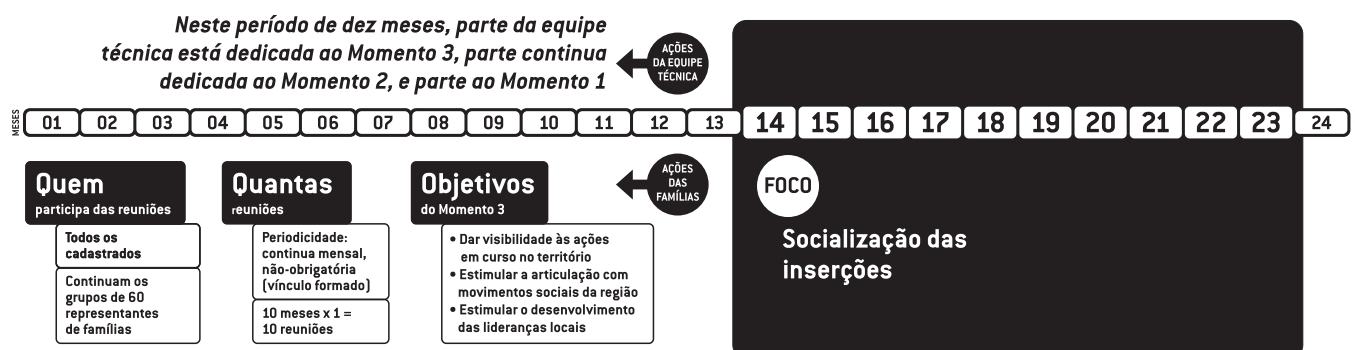 Neste período de dez meses, parte da equipe
técnica está dedicada ao Momento 3, parte continua
dedicada ao Momento 2, e parte ao Momento 1
AÇÕES
DA EQUIPE
TÉCNICA
MESES
01 02 03 04 05 06 07 08 09 10 11 12 13 14 15 16 17 18 19 20 21 22 23 24
Quem
participa das reuniões
Todos os
cadastrados
Continuam os
grupos de 60
representantes
de famílias
Quantas
reuniões
Periodicidade:
continua mensal,
não-obrigatória
(vínculo formado)
10 meses x 1 =
10 reuniões
Objetivos
do Momento 3
• Dar visibilidade às ações
em curso no território
• Estimular a articulação com
movimentos sociais da região
• Estimular o desenvolvimento
das lideranças locais
AÇÕES
DAS
FAMÍLIAS
FOCO
Socialização das
inserções